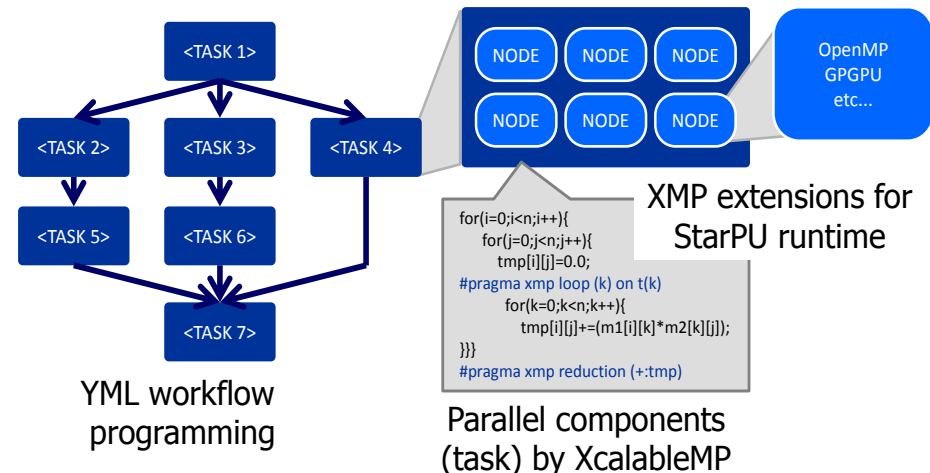 <TASK 1>
<TASK 2>
<TASK 3>
<TASK 4>
<TASK 5>
<TASK 6>
<TASK 7>
YML workflow
programming
NODE
NODE
NODE
NODE
NODE
NODE
OpenMP
GPGPU
etc...
XMP extensions for
StarPU runtime
for(i=0;i<n;i++){
for(j=0;j<n;j++){
tmp[i][j]=0.0;
#pragma xmp loop (k) on t(k)
for(k=0;k<n;k++){
tmp[i][j]+=(m1[i][k]*m2[k][j]);
}}}
#pragma xmp reduction (+:tmp)
Parallel components
(task) by XcalableMP